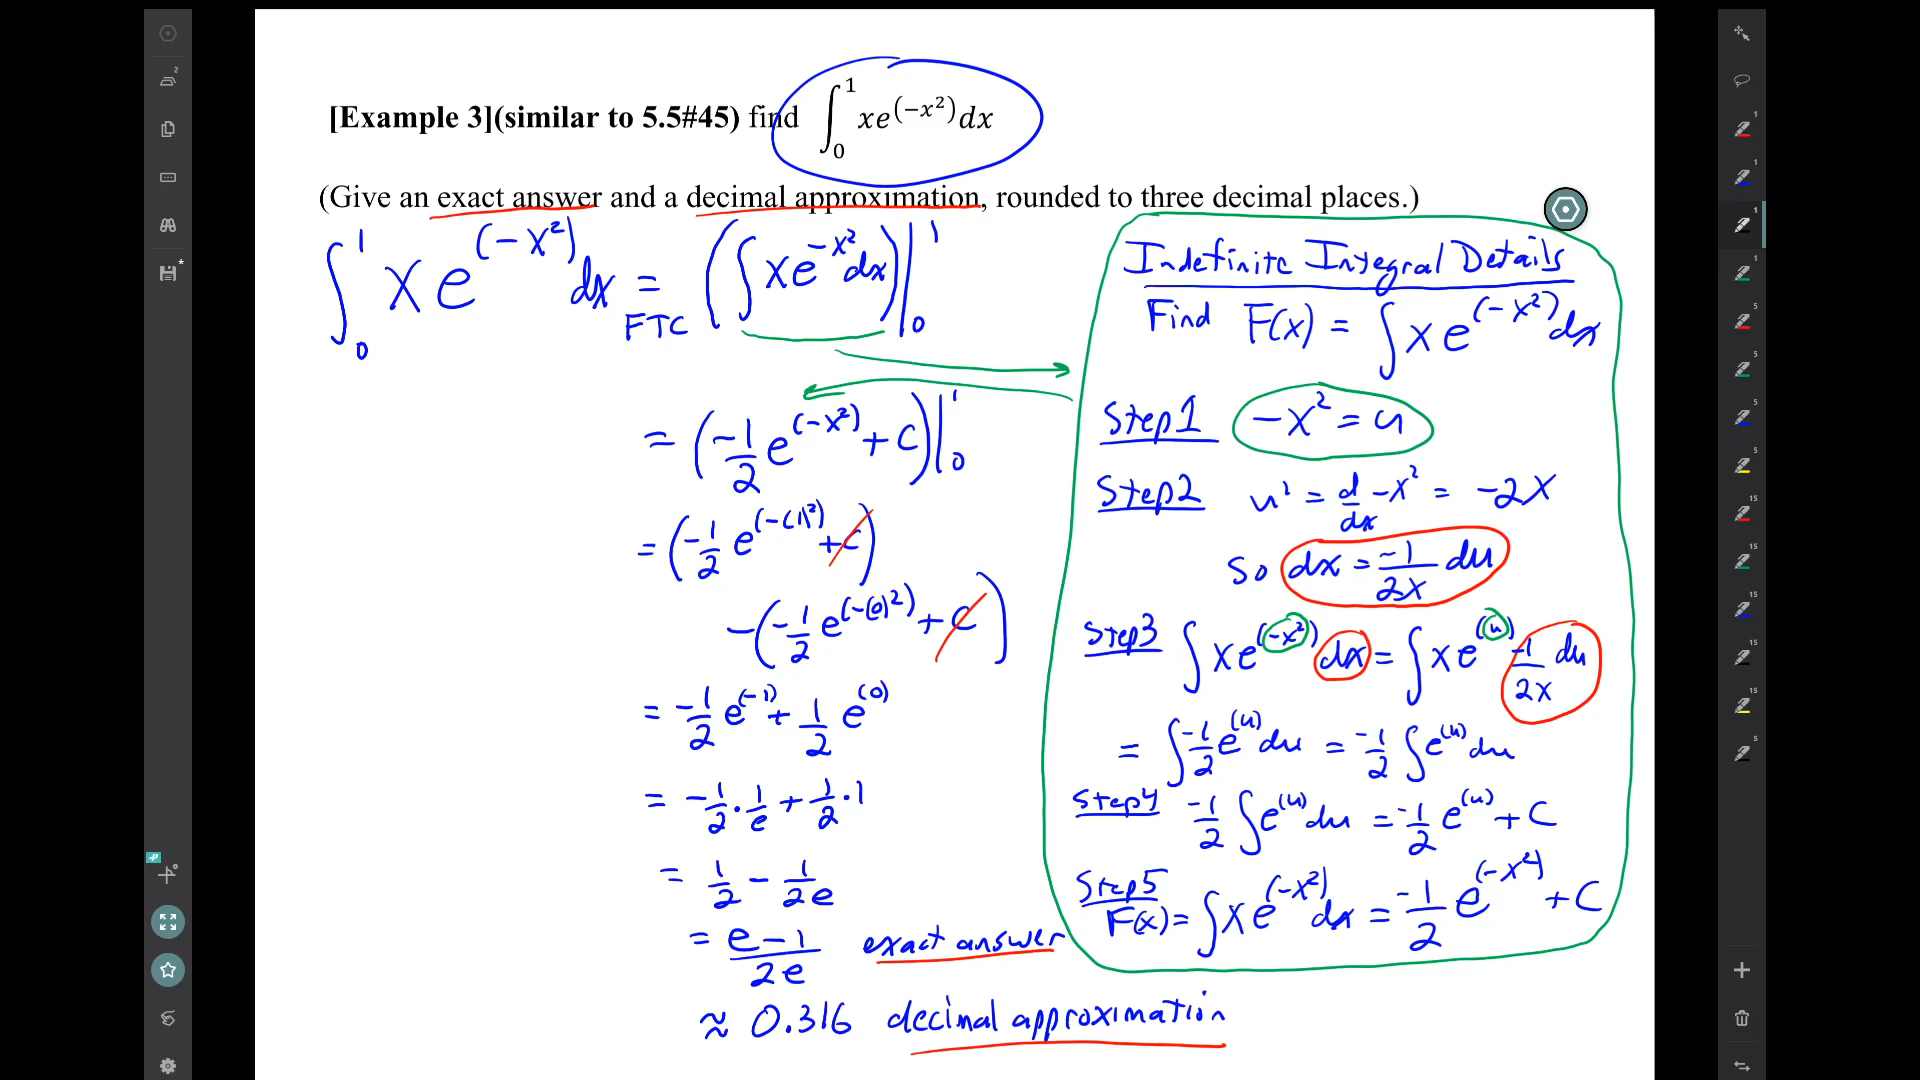 [Example 3](similar to 5.5#45) find ∫₀¹ xe^(−x²) dx
(Give an exact answer and a decimal approximation, rounded to three decimal places.)
∫₀¹ x e^(−x²) dx = (∫ xe^−x² dx)|₀¹
FTC
= (−1/2 e^(−x²) + C)|₀¹
= (−1/2 e^(−(1)²) + C)
−(−1/2 e^(−(0)²) + C)
= −1/2 e^(−1) + 1/2 e^(0)
= −1/2 · 1/e + 1/2 · 1
= 1/2 − 1/2e
= e−1/2e exact answer
≈ 0.316 decimal approximation
Indefinite Integral Details
Find F(x) = ∫ x e^(−x²) dx
Step 1 −x² = u
Step 2 u' = d/dx −x² = −2x
So dx = −1/2x du
Step 3 ∫ x e^(−x²) dx = ∫ x e^(u) −1/2x du
= ∫ −1/2 e^(u) du = −1/2 ∫ e^(u) du
Step 4 −1/2 ∫ e^(u) du = −1/2 e^(u) + C
Step 5
F(x) = ∫ x e^(−x²) dx = −1/2 e^(−x²) + C